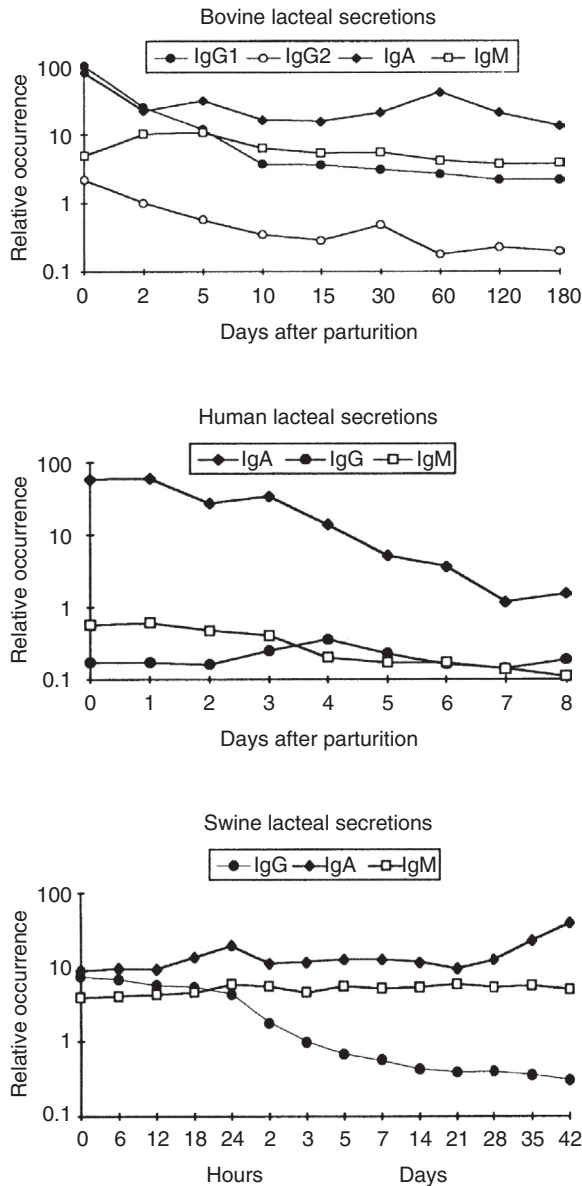 Bovine lacteal secretions
IgG1 IgG2 IgA IgM
Relative occurrence
100
10
1
0.1
0 2 5 10 15 30 60 120 180
Days after parturition
Human lacteal secretions
IgA IgG IgM
Relative occurrence
100
10
1
0.1
0 1 2 3 4 5 6 7 8
Days after parturition
Swine lacteal secretions
IgG IgA IgM
Relative occurrence
100
10
1
0.1
0 6 12 18 24 2 3 5 7 14 21 28 35 42
Hours Days